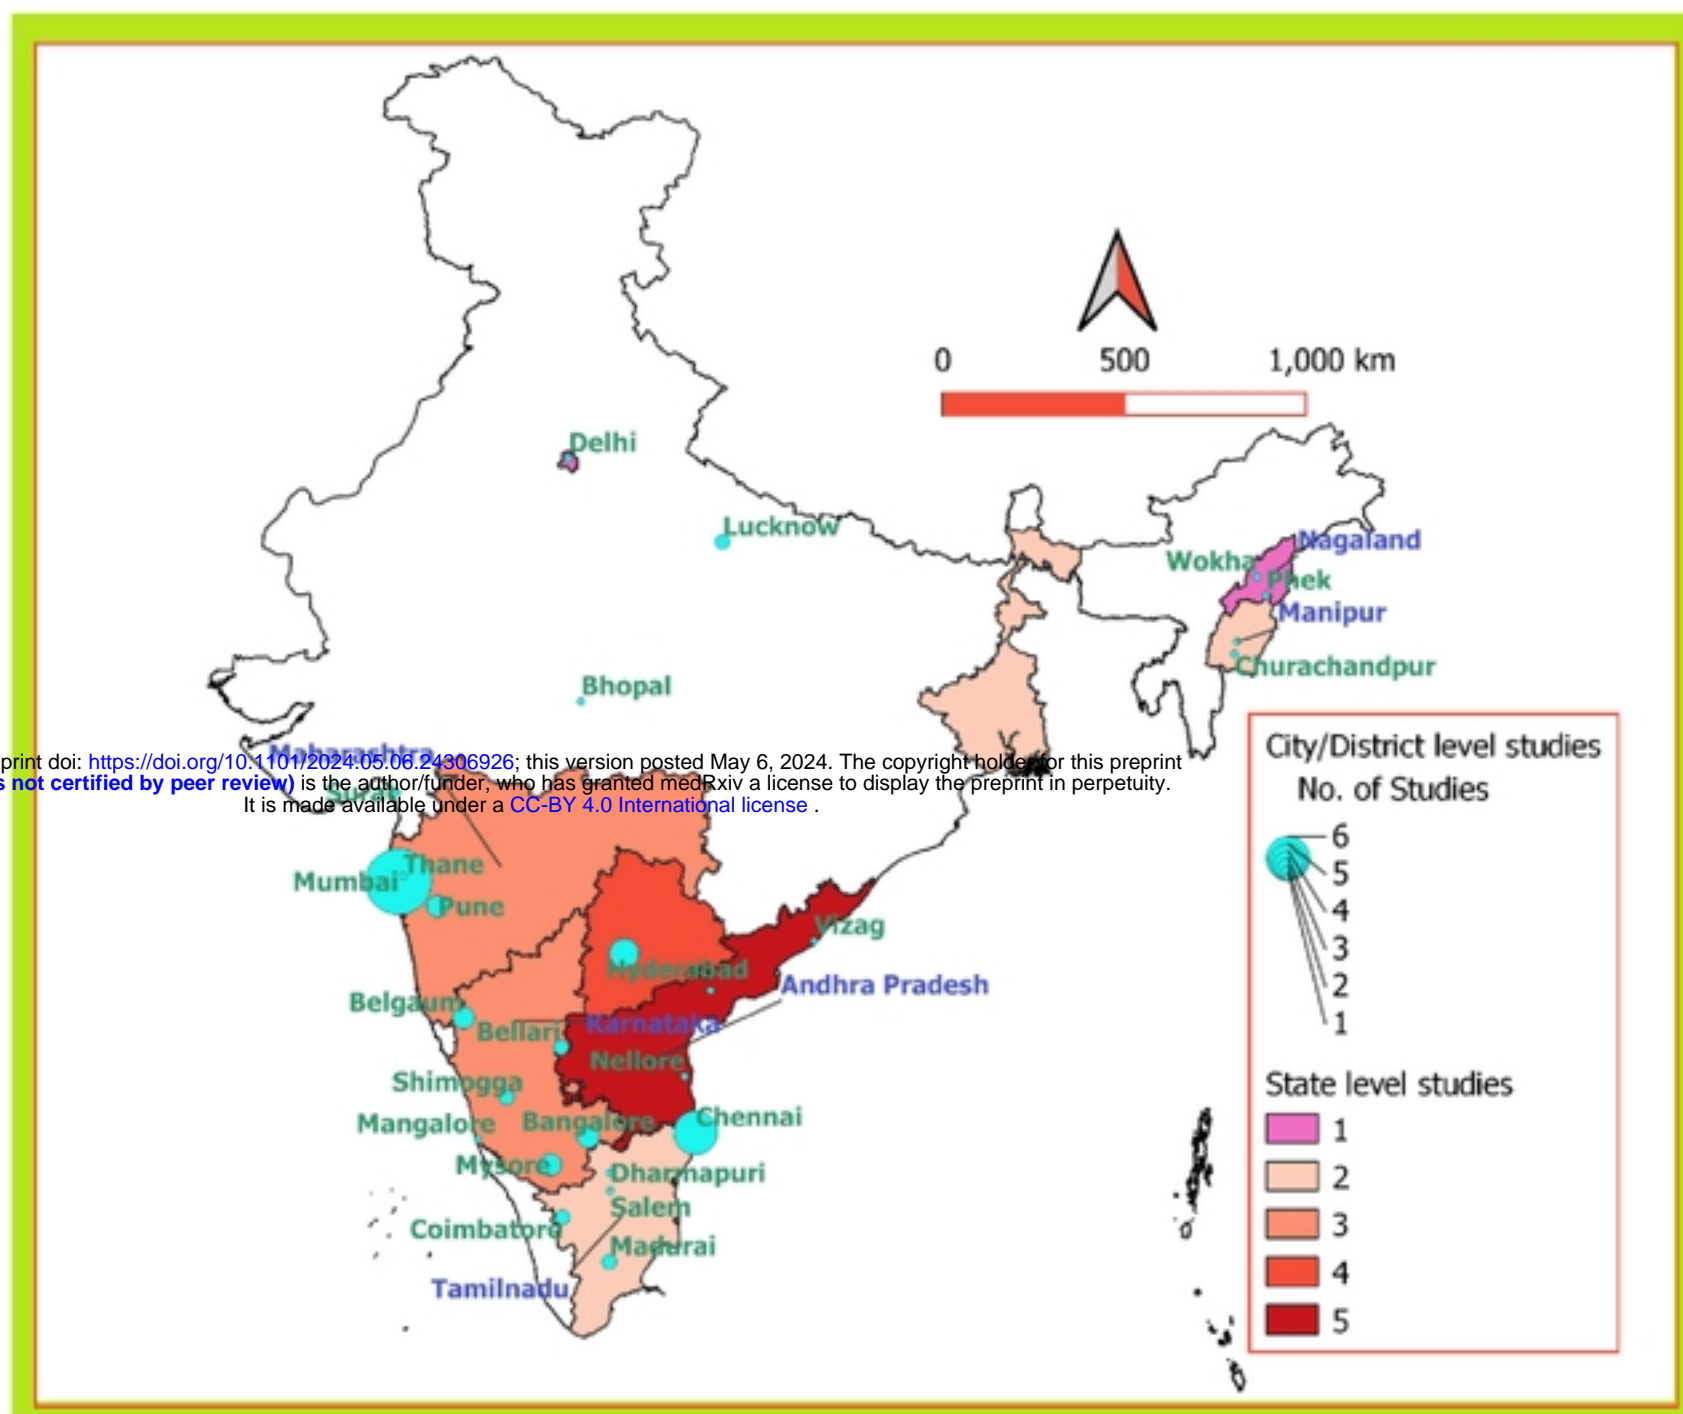 0 500 1,000 km
Delhi
Lucknow
Nagaland
Wokha
Phek
Manipur
Churachandpur
Bhopal
Maharashtra
print doi: https://doi.org/10.1101/2024.05.06.24306926; this version posted May 6, 2024. The copyright holder for this preprint
s not certified by peer review) is the author/funder, who has granted medRxiv a license to display the preprint in perpetuity.
Surat
It is made available under a CC-BY 4.0 International license .
Thane
Mumbai
Pune
Vizag
Hyderabad
Andhra Pradesh
Belgaum
Karnataka
Bellari
Nellore
Shimogga
Chennai
Mangalore
Bangalore
Mysore
Dharmapuri
Salem
Coimbatore
Madurai
Tamilnadu
City/District level studies
No. of Studies
6
5
4
3
2
1
State level studies
1
2
3
4
5